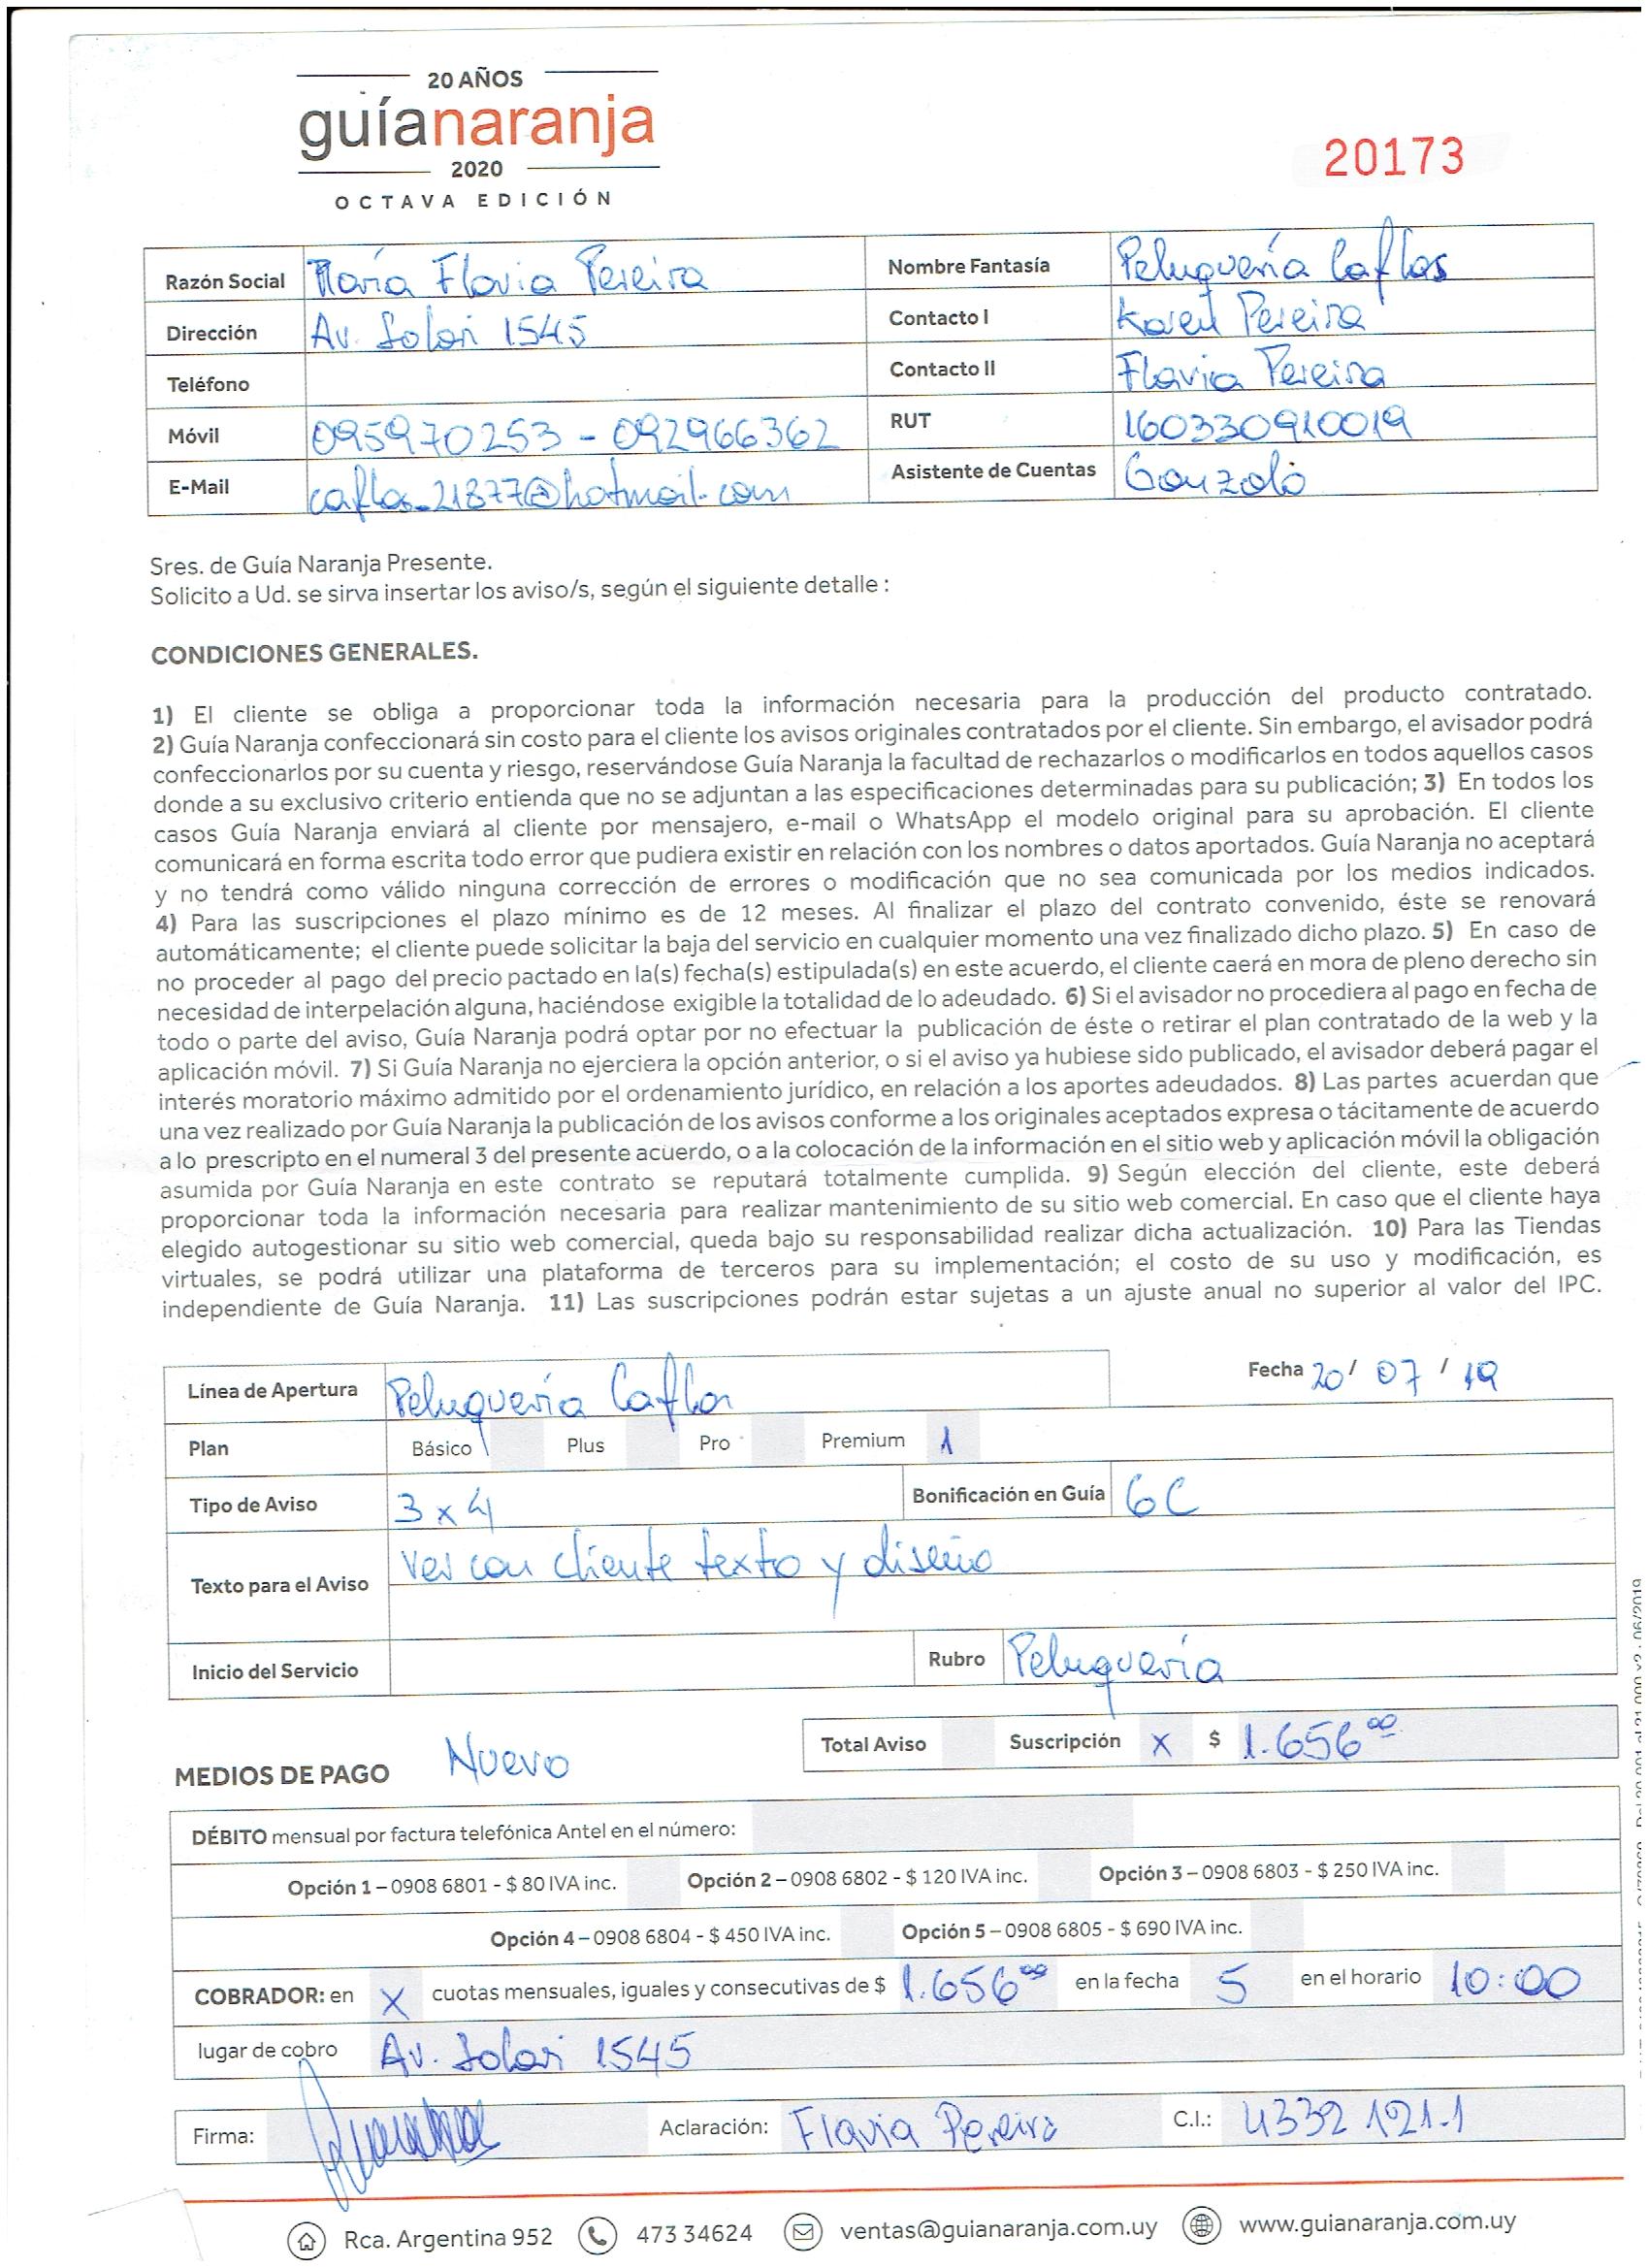 20 AÑOS
guíanaranja
2020
OCTAVA EDICIÓN
20173
Razón Social María Flavia Pereira Nombre Fantasía Peluquería Caflos
Dirección Av. Solari 1545 Contacto I Karen Pereira
Teléfono Contacto II Flavia Pereira
Móvil 095970253 - 092966362 RUT 160330910019
E-Mail caflos_21877@hotmail.com Asistente de Cuentas Gonzalo
Sres. de Guía Naranja Presente.
Solicito a Ud. se sirva insertar los aviso/s, según el siguiente detalle :
CONDICIONES GENERALES.
1) El cliente se obliga a proporcionar toda la información necesaria para la producción del producto contratado.
2) Guía Naranja confeccionará sin costo para el cliente los avisos originales contratados por el cliente. Sin embargo, el avisador podrá
confeccionarlos por su cuenta y riesgo, reservándose Guía Naranja la facultad de rechazarlos o modificarlos en todos aquellos casos
donde a su exclusivo criterio entienda que no se adjuntan a las especificaciones determinadas para su publicación; 3) En todos los
casos Guía Naranja enviará al cliente por mensajero, e-mail o WhatsApp el modelo original para su aprobación. El cliente
comunicará en forma escrita todo error que pudiera existir en relación con los nombres o datos aportados. Guía Naranja no aceptará
y no tendrá como válido ninguna corrección de errores o modificación que no sea comunicada por los medios indicados.
4) Para las suscripciones el plazo mínimo es de 12 meses. Al finalizar el plazo del contrato convenido, éste se renovará
automáticamente; el cliente puede solicitar la baja del servicio en cualquier momento una vez finalizado dicho plazo. 5) En caso de
no proceder al pago del precio pactado en la(s) fecha(s) estipulada(s) en este acuerdo, el cliente caerá en mora de pleno derecho sin
necesidad de interpelación alguna, haciéndose exigible la totalidad de lo adeudado. 6) Si el avisador no procediera al pago en fecha de
todo o parte del aviso, Guía Naranja podrá optar por no efectuar la publicación de éste o retirar el plan contratado de la web y la
aplicación móvil. 7) Si Guía Naranja no ejerciera la opción anterior, o si el aviso ya hubiese sido publicado, el avisador deberá pagar el
interés moratorio máximo admitido por el ordenamiento jurídico, en relación a los aportes adeudados. 8) Las partes acuerdan que
una vez realizado por Guía Naranja la publicación de los avisos conforme a los originales aceptados expresa o tácitamente de acuerdo
a lo prescripto en el numeral 3 del presente acuerdo, o a la colocación de la información en el sitio web y aplicación móvil la obligación
asumida por Guía Naranja en este contrato se reputará totalmente cumplida. 9) Según elección del cliente, este deberá
proporcionar toda la información necesaria para realizar mantenimiento de su sitio web comercial. En caso que el cliente haya
elegido autogestionar su sitio web comercial, queda bajo su responsabilidad realizar dicha actualización. 10) Para las Tiendas
virtuales, se podrá utilizar una plataforma de terceros para su implementación; el costo de su uso y modificación, es
independiente de Guía Naranja. 11) Las suscripciones podrán estar sujetas a un ajuste anual no superior al valor del IPC.
Línea de Apertura Peluquería Caflos Fecha 20/ 07 / 19
Plan Básico Plus Pro Premium 1
Tipo de Aviso 3 x 4 Bonificación en Guía 6C
Texto para el Aviso Ver con cliente texto y diseño
Inicio del Servicio Rubro Peluquería
Total Aviso Suscripción X $ 1.656 00
MEDIOS DE PAGO Nuevo
DÉBITO mensual por factura telefónica Antel en el número:
Opción 1 – 0908 6801 - $ 80 IVA inc. Opción 2 – 0908 6802 - $ 120 IVA inc. Opción 3 – 0908 6803 - $ 250 IVA inc.
Opción 4 – 0908 6804 - $ 450 IVA inc. Opción 5 – 0908 6805 - $ 690 IVA inc.
COBRADOR: en X cuotas mensuales, iguales y consecutivas de $ 1.656 00 en la fecha 5 en el horario 10:00
lugar de cobro Av. Solari 1545
Firma: Aclaración: Flavia Pereira C.I.: 4332 121-1
Rca. Argentina 952 473 34624 ventas@guianaranja.com.uy www.guianaranja.com.uy